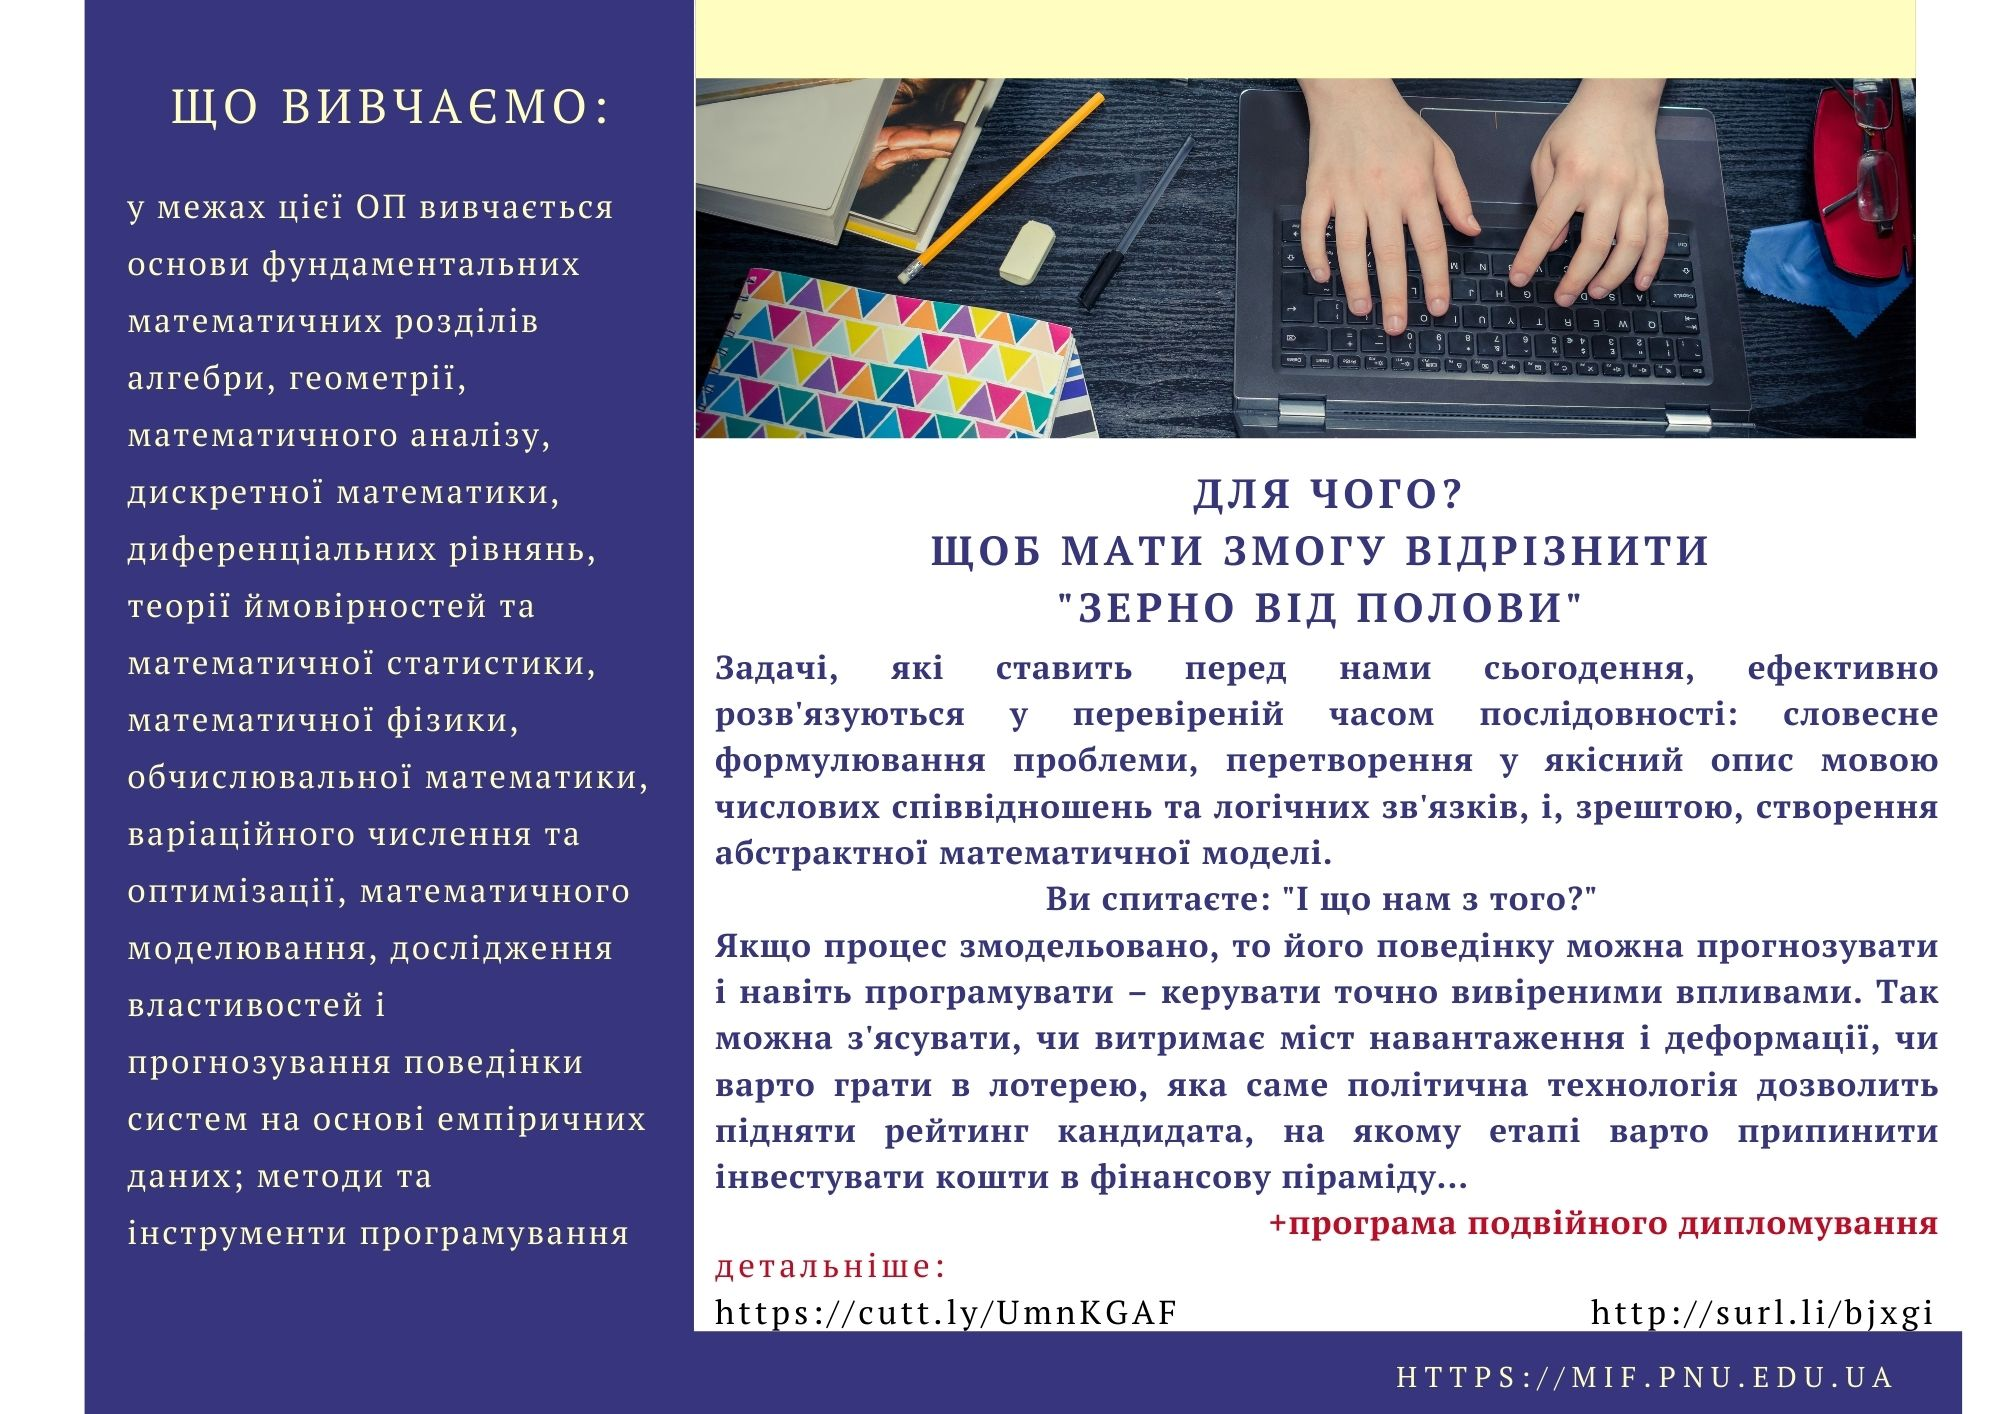 ЩО ВИВЧАЄМО:
у межах цієї ОП вивчається
основи фундаментальних
математичних розділів
алгебри, геометрії,
математичного аналізу,
дискретної математики,
диференціальних рівнянь,
теорії ймовірностей та
математичної статистики,
математичної фізики,
обчислювальної математики,
варіаційного числення та
оптимізації, математичного
моделювання, дослідження
властивостей і
прогнозування поведінки
систем на основі емпіричних
даних; методи та
інструменти програмування
ДЛЯ ЧОГО?
ЩОБ МАТИ ЗМОГУ ВІДРІЗНИТИ
"ЗЕРНО ВІД ПОЛОВИ"
Задачі, які ставить перед нами сьогодення, ефективно
розв'язуються у перевіреній часом послідовності: словесне
формулювання проблеми, перетворення у якісний опис мовою
числових співвідношень та логічних зв'язків, і, зрештою, створення
абстрактної математичної моделі.
Ви спитаєте: "І що нам з того?"
Якщо процес змодельовано, то його поведінку можна прогнозувати
і навіть програмувати – керувати точно вивіреними впливами. Так
можна з'ясувати, чи витримає міст навантаження і деформації, чи
варто грати в лотерею, яка саме політична технологія дозволить
підняти рейтинг кандидата, на якому етапі варто припинити
інвестувати кошти в фінансову піраміду...
+програма подвійного дипломування
детальніше:
https://cutt.ly/UmnKGAF http://surl.li/bjxgi
HTTPS://MIF.PNU.EDU.UA